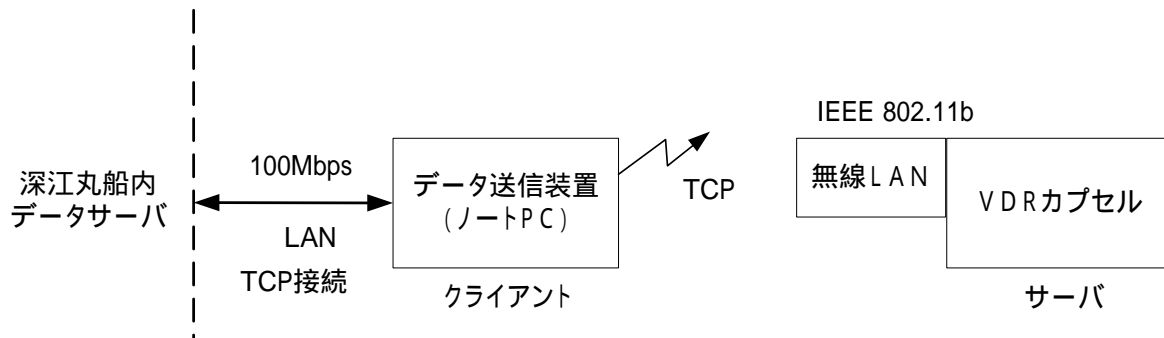 深江丸船内
データサーバ
100Mbps
LAN
TCP接続
データ送信装置
(ノートPC)
クライアント
TCP
IEEE 802.11b
無線LAN
VDRカプセル
サーバ